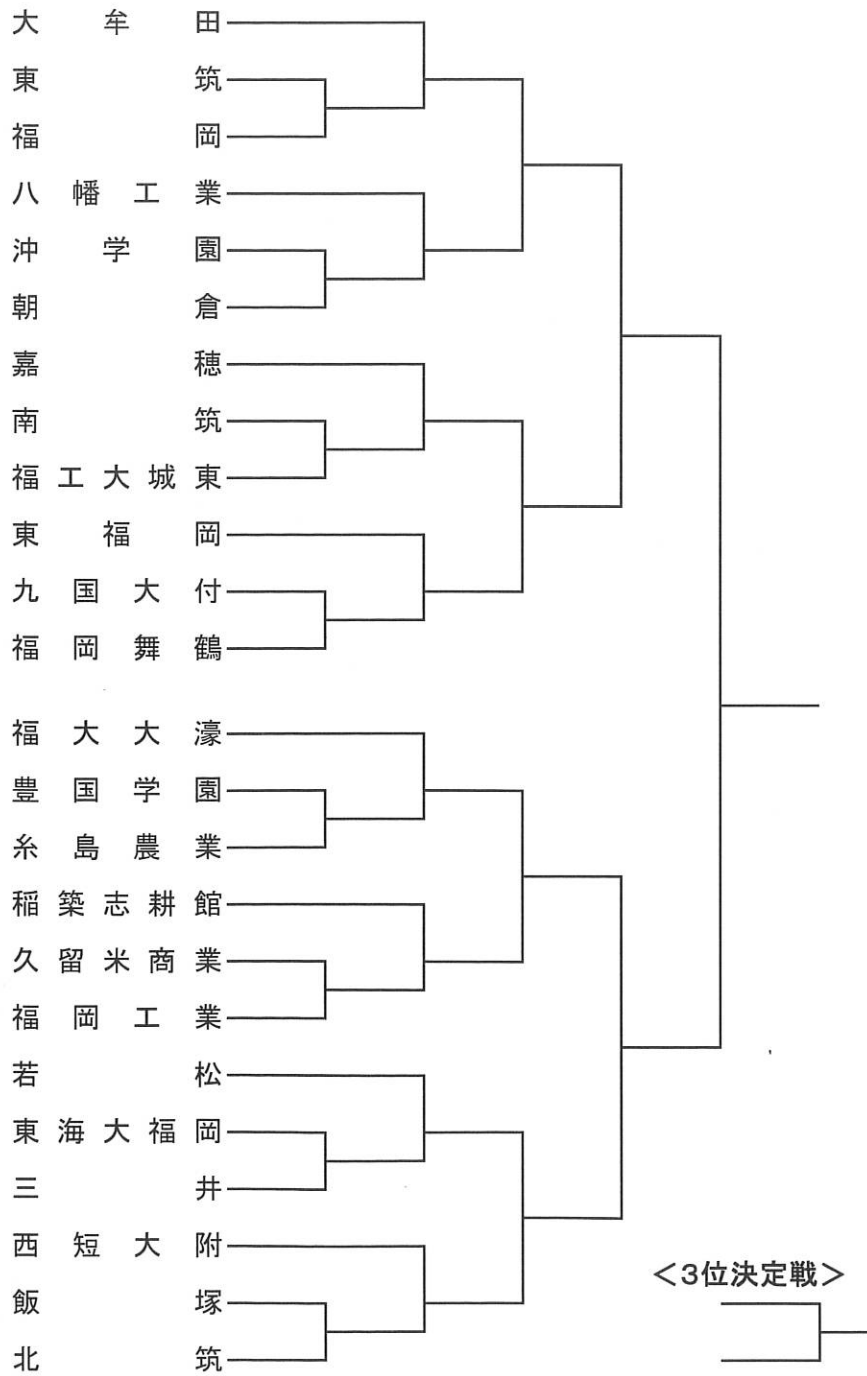 大牟田
東筑
福岡
八幡工業
沖学園
朝倉
嘉穂
南筑
福工大城東
東福岡
九国大付
福岡舞鶴
福大大濠
豊国学園
糸島農業
稲築志耕館
久留米商業
福岡工業
若松
東海大福岡
三井
西短大附
飯塚
北筑
＜3位決定戦＞